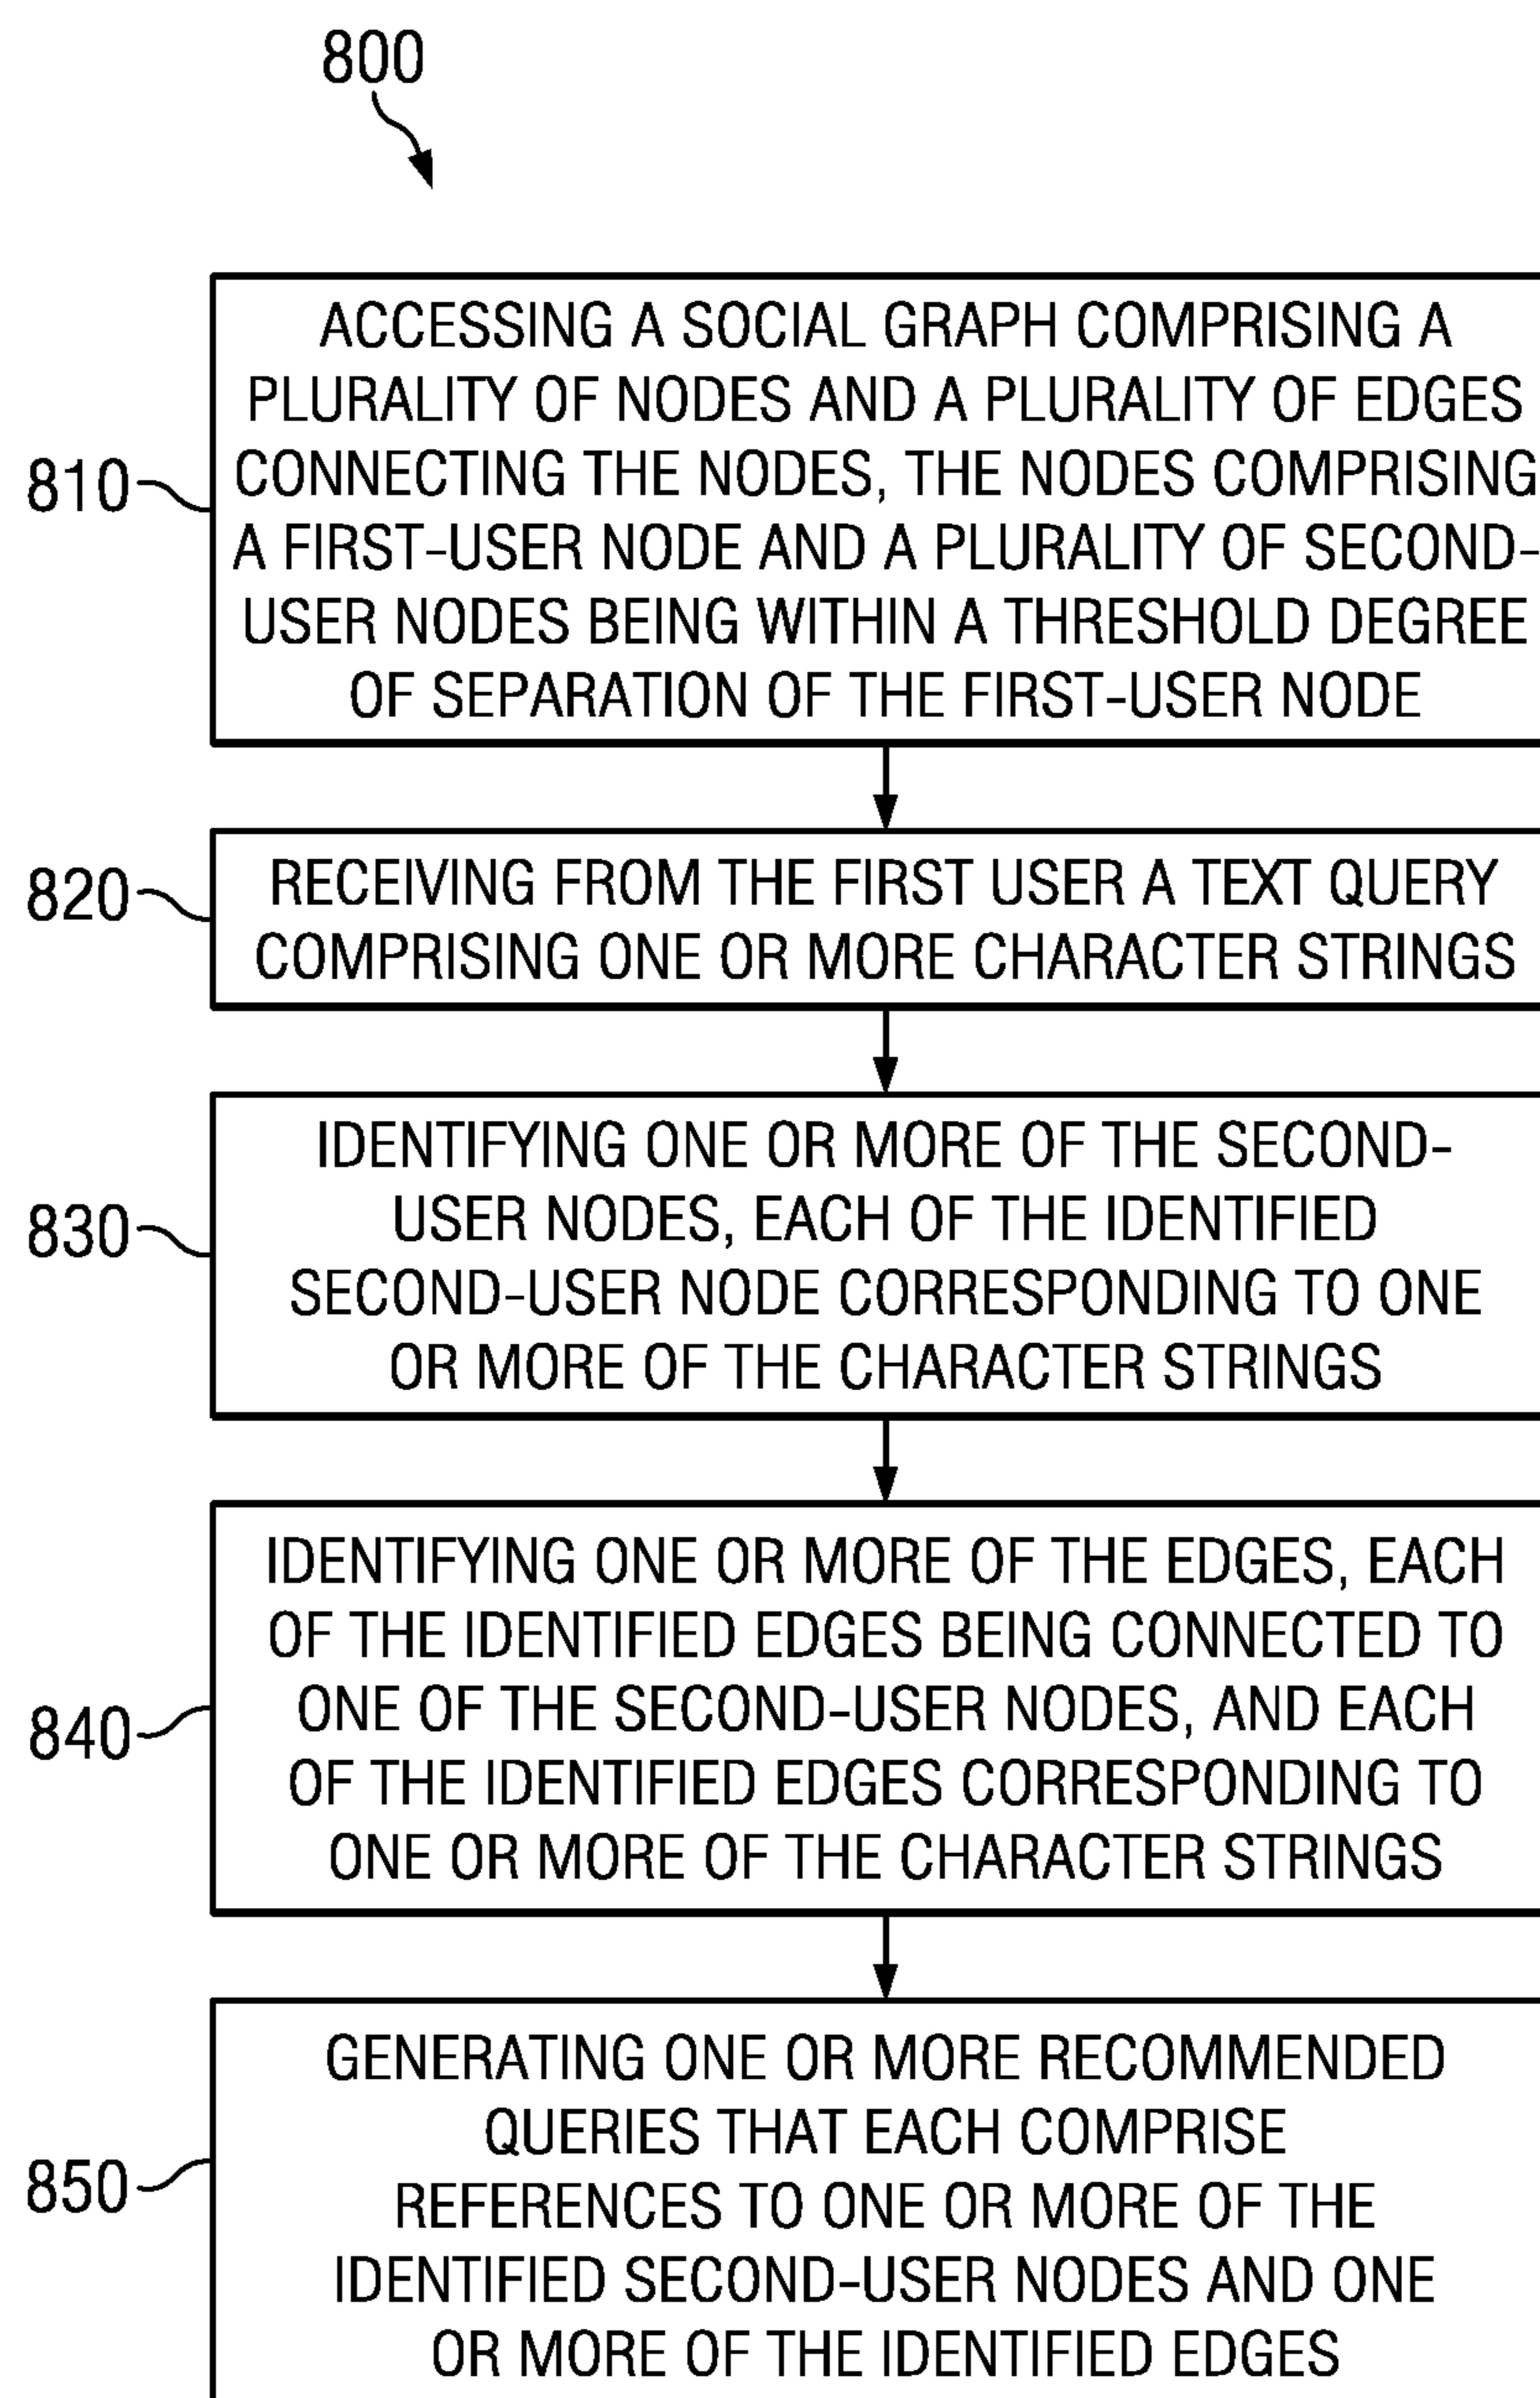 800
810
ACCESSING A SOCIAL GRAPH COMPRISING A
PLURALITY OF NODES AND A PLURALITY OF EDGES
CONNECTING THE NODES, THE NODES COMPRISING
A FIRST-USER NODE AND A PLURALITY OF SECOND-
USER NODES BEING WITHIN A THRESHOLD DEGREE
OF SEPARATION OF THE FIRST-USER NODE
820
RECEIVING FROM THE FIRST USER A TEXT QUERY
COMPRISING ONE OR MORE CHARACTER STRINGS
830
IDENTIFYING ONE OR MORE OF THE SECOND-
USER NODES, EACH OF THE IDENTIFIED
SECOND-USER NODE CORRESPONDING TO ONE
OR MORE OF THE CHARACTER STRINGS
840
IDENTIFYING ONE OR MORE OF THE EDGES, EACH
OF THE IDENTIFIED EDGES BEING CONNECTED TO
ONE OF THE SECOND-USER NODES, AND EACH
OF THE IDENTIFIED EDGES CORRESPONDING TO
ONE OR MORE OF THE CHARACTER STRINGS
850
GENERATING ONE OR MORE RECOMMENDED
QUERIES THAT EACH COMPRISE
REFERENCES TO ONE OR MORE OF THE
IDENTIFIED SECOND-USER NODES AND ONE
OR MORE OF THE IDENTIFIED EDGES